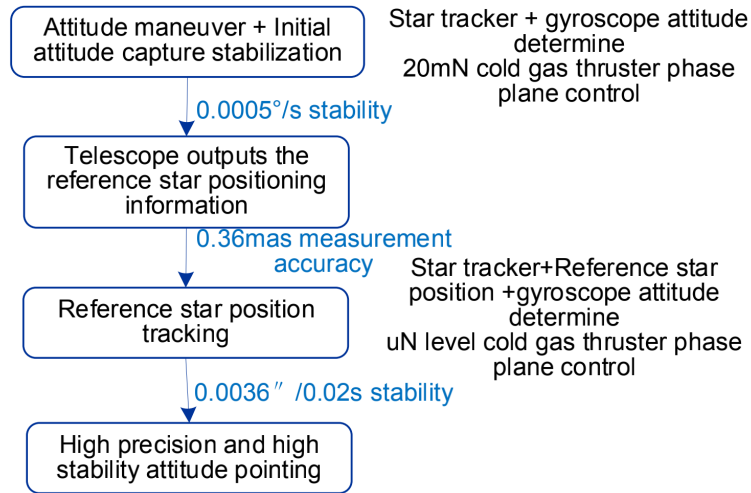 Attitude maneuver + Initial
attitude capture stabilization
Star tracker + gyroscope attitude
determine
20mN cold gas thruster phase
plane control
0.0005°/s stability
Telescope outputs the
reference star positioning
information
0.36mas measurement
accuracy
Star tracker+Reference star
position +gyroscope attitude
determine
uN level cold gas thruster phase
plane control
Reference star position
tracking
0.0036″/0.02s stability
High precision and high
stability attitude pointing